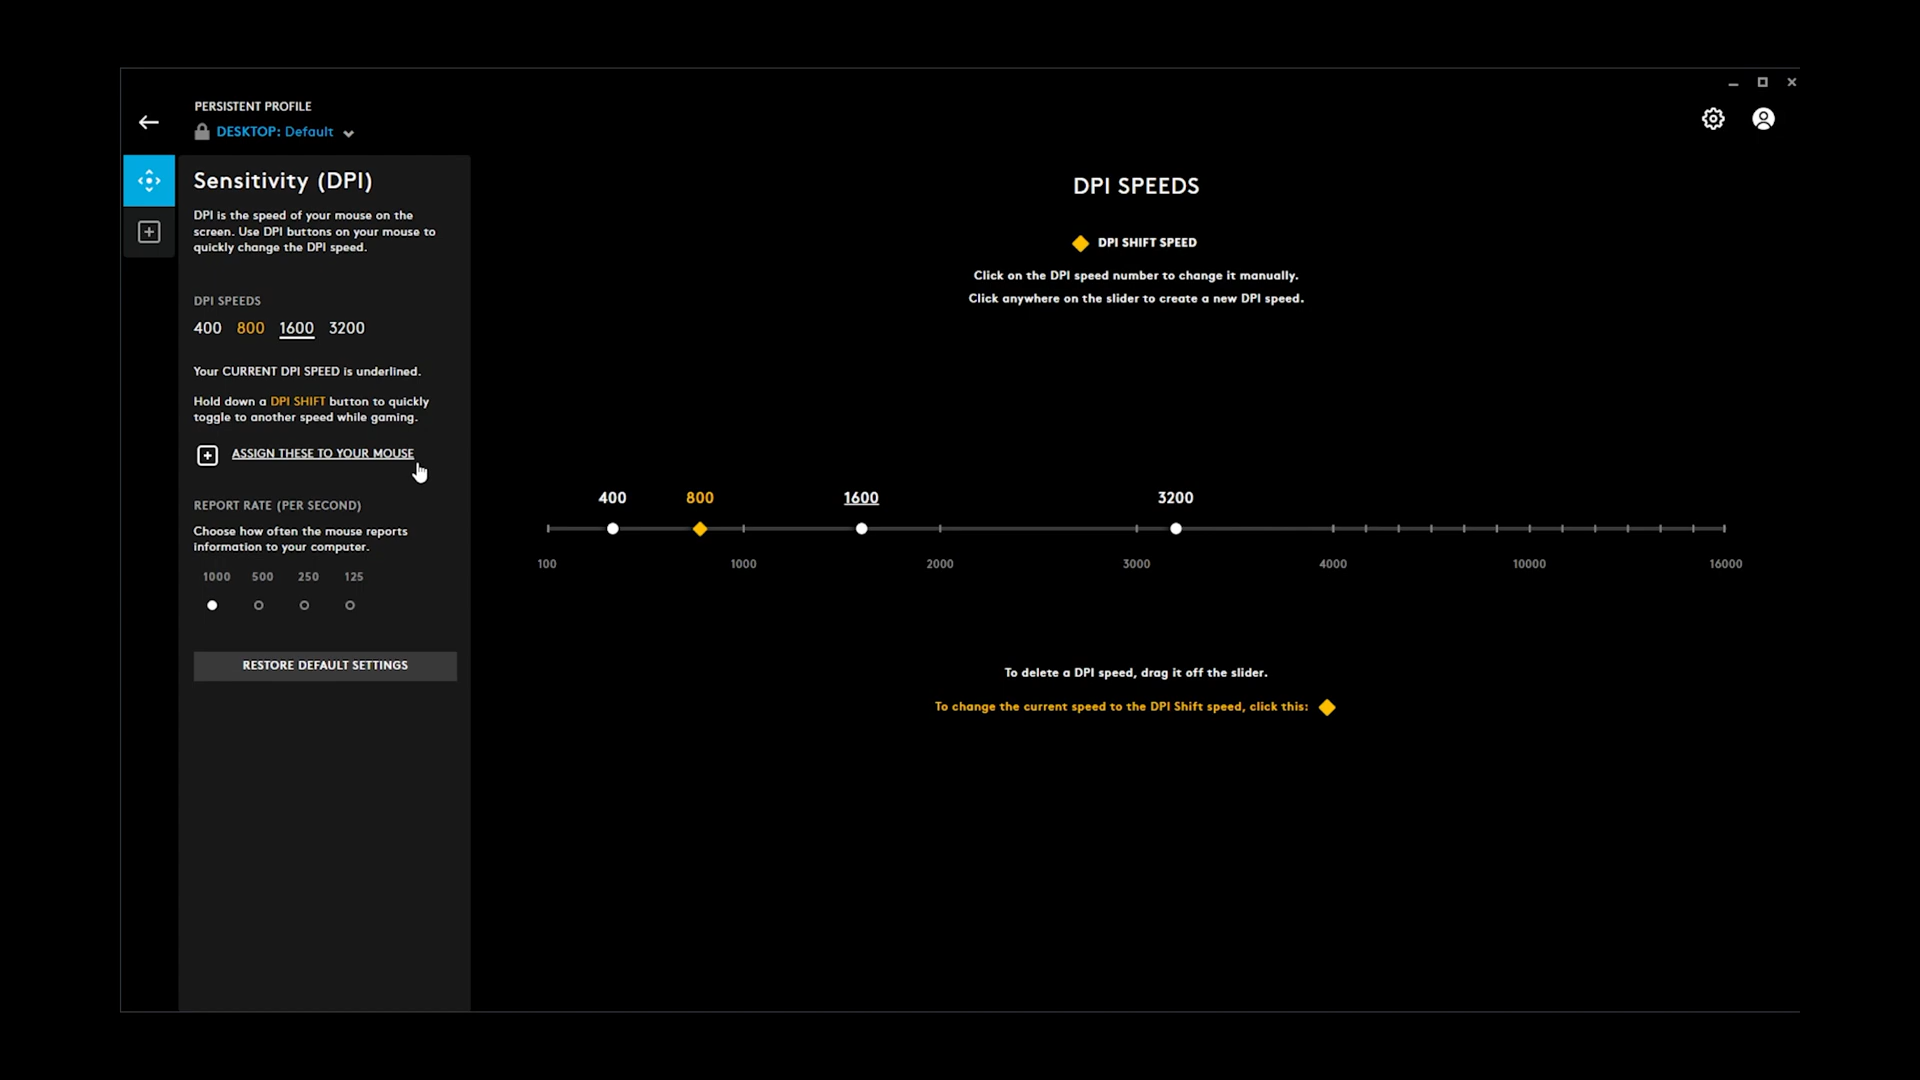 PERSISTENT PROFILE
DESKTOP: Default
Sensitivity (DPI)
DPI is the speed of your mouse on the
screen. Use DPI buttons on your mouse to
quickly change the DPI speed.
DPI SPEEDS
400 800 1600 3200
Your CURRENT DPI SPEED is underlined.
Hold down a DPI SHIFT button to quickly
toggle to another speed while gaming.
ASSIGN THESE TO YOUR MOUSE
REPORT RATE (PER SECOND)
Choose how often the mouse reports
information to your computer.
1000 500 250 125
RESTORE DEFAULT SETTINGS
DPI SPEEDS
DPI SHIFT SPEED
Click on the DPI speed number to change it manually.
Click anywhere on the slider to create a new DPI speed.
400 800 1600 3200
100 1000 2000 3000 4000 10000 16000
To delete a DPI speed, drag it off the slider.
To change the current speed to the DPI Shift speed, click this: